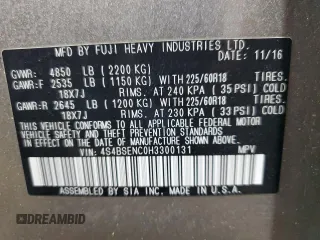 MFD BY FUJI HEAVY INDUSTRIES LTD.
DATE: 11/16
GVWR: 4850 LB (2200 KG)
GAWR:F 2535 LB (1150 KG) WITH 225/60R18 TIRES,
18X7J RIMS, AT 240 KPA (35 PSI) COLD
GAWR:R 2645 LB (1200 KG) WITH 225/60R18 TIRES,
18X7J RIMS, AT 230 KPA (33 PSI) COLD
THIS VEHICLE CONFORMS TO ALL APPLICABLE FEDERAL MOTOR
VEHICLE SAFETY AND THEFT PREVENTION STANDARDS IN EFFECT
ON THE DATE OF MANUFACTURE SHOWN ABOVE.
VIN: 4S4BSENC0H3300131 MPV
ASSEMBLED BY SIA INC. MADE IN U.S.A.
DREAMBID